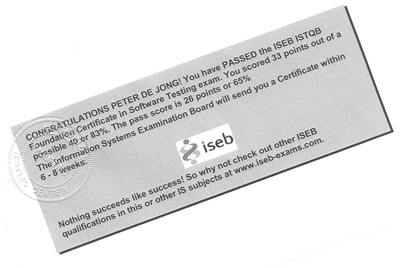 CONGRATULATIONS PETER DE JONG! You have PASSED the ISEB ISTQB
Foundation Certificate in Software Testing exam. You scored 33 points out of a
possible 40 or 83%. The pass score is 26 points or 65%
The Information Systems Examination Board will send you a Certificate within
6 - 8 weeks.
iseb
Nothing succeeds like success! So why not check out other ISEB
qualifications in this or other IS subjects at www.iseb-exams.com.